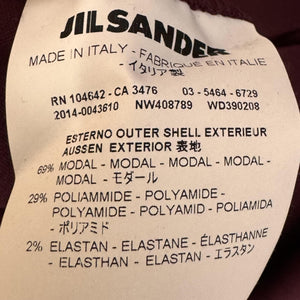 JIL SANDER
MADE IN ITALY - FABRIQUÉ EN ITALIE
- イタリア製
RN 104642 - CA 3476 03 - 5464 - 6729
2014-0043610 NW408789 WD390208
ESTERNO OUTER SHELL EXTERIEUR
AUSSEN EXTERIOR 表地
69% MODAL - MODAL - MODAL - MODAL
- MODAL - モダール
29% POLIAMMIDE - POLYAMIDE -
POLYAMIDE - POLYAMID - POLIAMIDA
- ポリアミド
2% ELASTAN - ELASTANE - ÉLASTHANNE
- ELASTHAN - ELASTAN - エラスタン